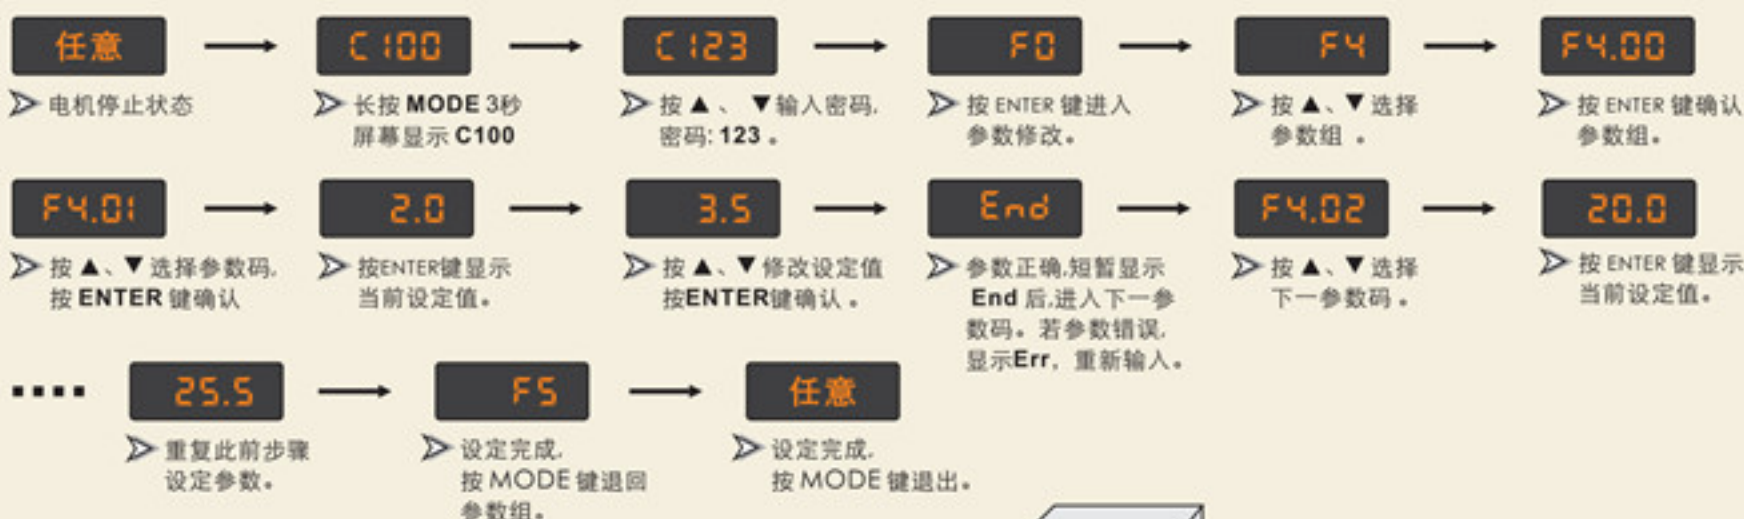 任意
C100
C123
F0
F4
F4.00
电机停止状态
长按 MODE 3秒
屏幕显示 C100
按 ▲、 ▼输入密码.
密码: 123 。
按 ENTER 键进入
参数修改。
按 ▲、▼ 选择
参数组 。
按 ENTER 键确认
参数组。
F4.01
2.0
3.5
End
F4.02
20.0
按 ▲、▼ 选择参数码.
按 ENTER 键确认
按ENTER键显示
当前设定值。
按 ▲、▼ 修改设定值
按ENTER键确认 。
参数正确.短暂显示
End 后.进入下一参
数码。若参数错误.
显示Err, 重新输入。
按 ▲、▼ 选择
下一参数码 。
按 ENTER 键显示
当前设定值。
25.5
F5
任意
重复此前步骤
设定参数。
设定完成.
按 MODE 键退回
参数组。
设定完成.
按 MODE 键退出。